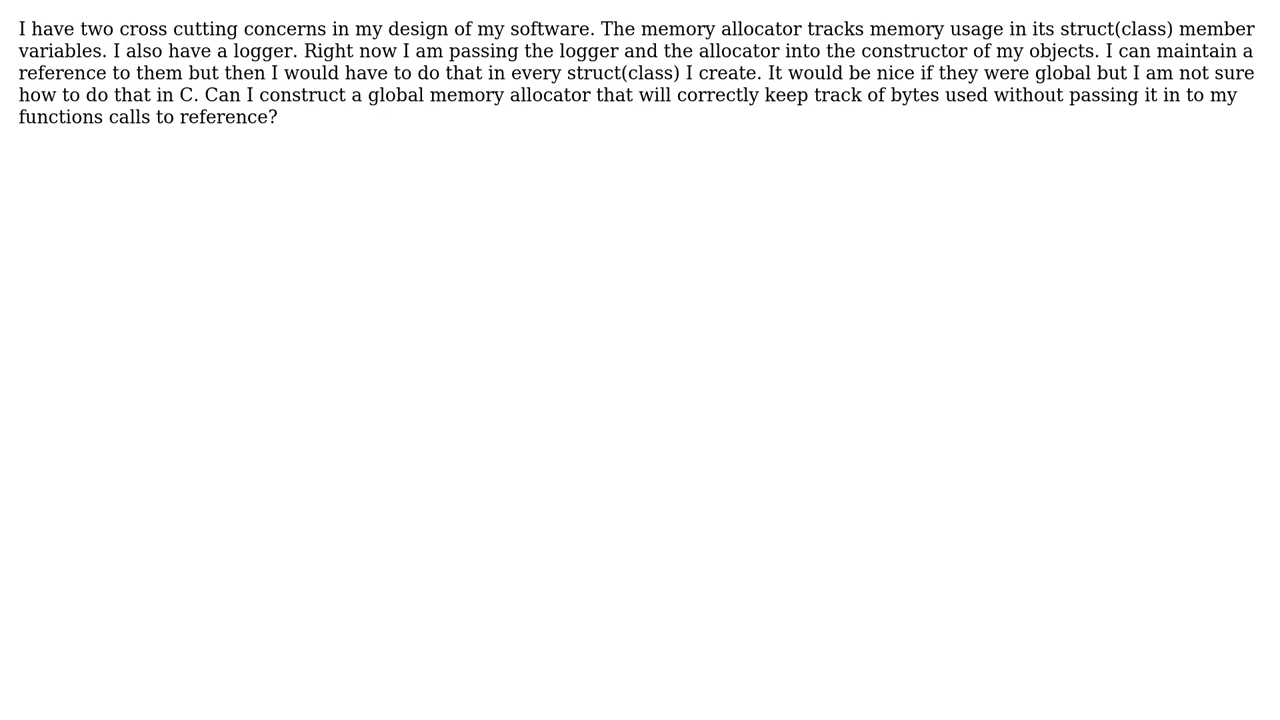 I have two cross cutting concerns in my design of my software. The memory allocator tracks memory usage in its struct(class) member
variables. I also have a logger. Right now I am passing the logger and the allocator into the constructor of my objects. I can maintain a
reference to them but then I would have to do that in every struct(class) I create. It would be nice if they were global but I am not sure
how to do that in C. Can I construct a global memory allocator that will correctly keep track of bytes used without passing it in to my
functions calls to reference?